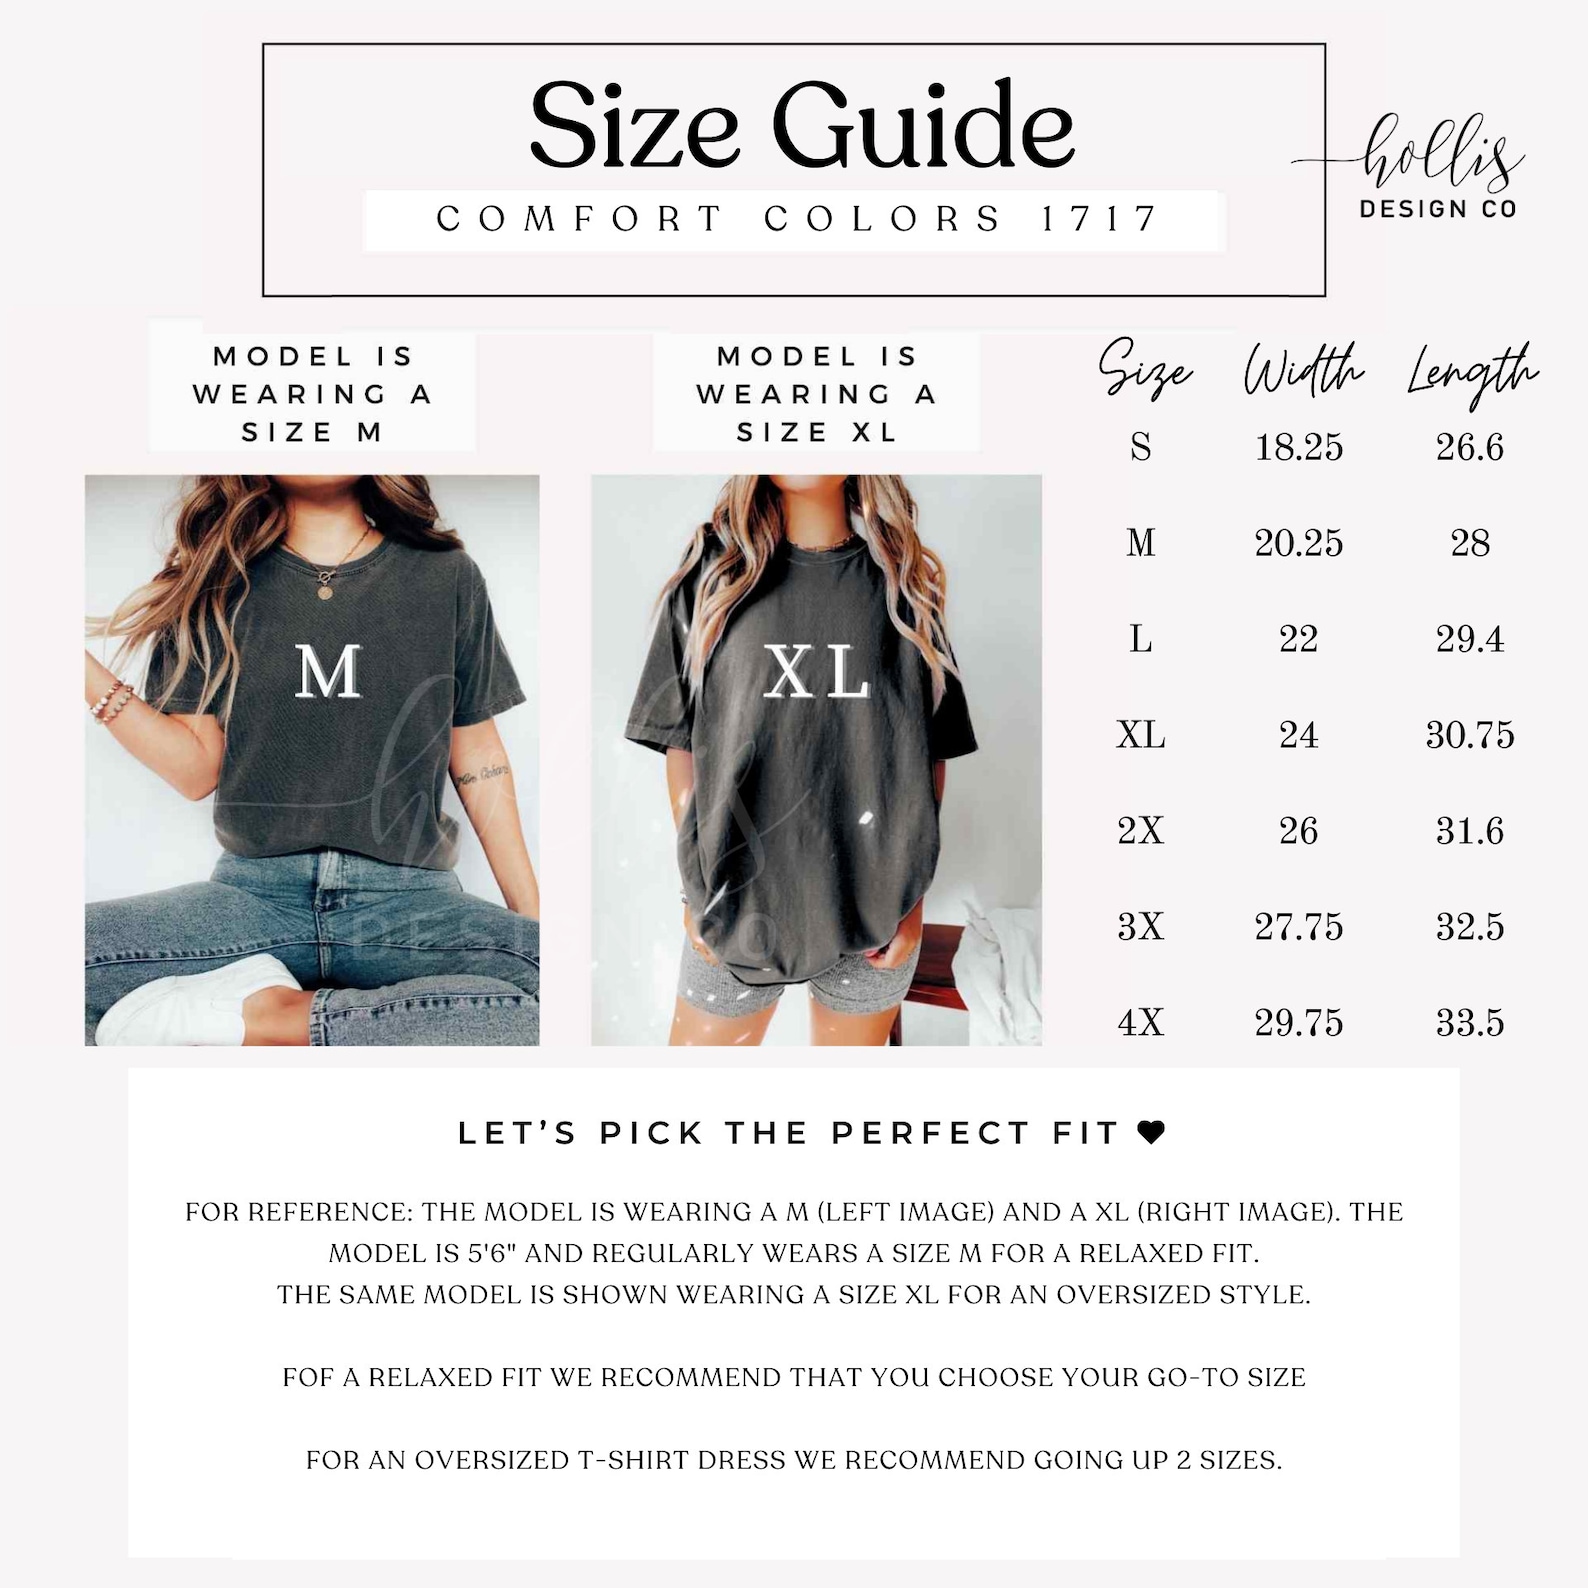 Size Guide
COMFORT COLORS 1717
hollis
DESIGN CO
MODEL IS
WEARING A
SIZE M
MODEL IS
WEARING A
SIZE XL
M
XL
hollis
DESIGN CO
Size Width Length
S 18.25 26.6
M 20.25 28
L 22 29.4
XL 24 30.75
2X 26 31.6
3X 27.75 32.5
4X 29.75 33.5
LET'S PICK THE PERFECT FIT ♥
FOR REFERENCE: THE MODEL IS WEARING A M (LEFT IMAGE) AND A XL (RIGHT IMAGE). THE
MODEL IS 5'6" AND REGULARLY WEARS A SIZE M FOR A RELAXED FIT.
THE SAME MODEL IS SHOWN WEARING A SIZE XL FOR AN OVERSIZED STYLE.
FOF A RELAXED FIT WE RECOMMEND THAT YOU CHOOSE YOUR GO-TO SIZE
FOR AN OVERSIZED T-SHIRT DRESS WE RECOMMEND GOING UP 2 SIZES.